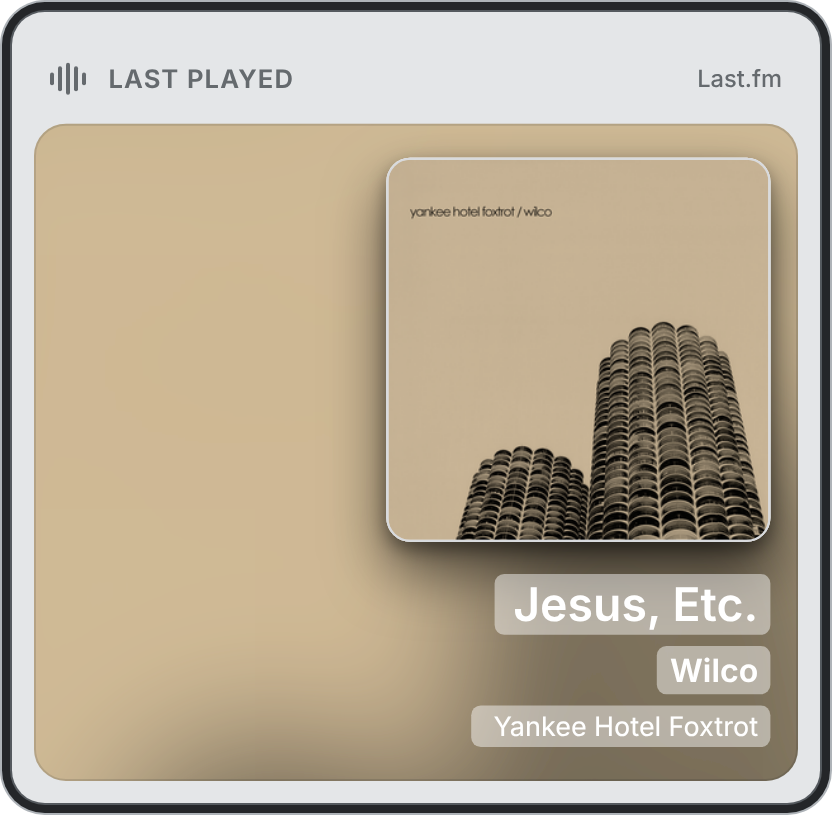 LAST PLAYED
Last.fm
yankee hotel foxtrot / wilco
Jesus, Etc.
Wilco
Yankee Hotel Foxtrot